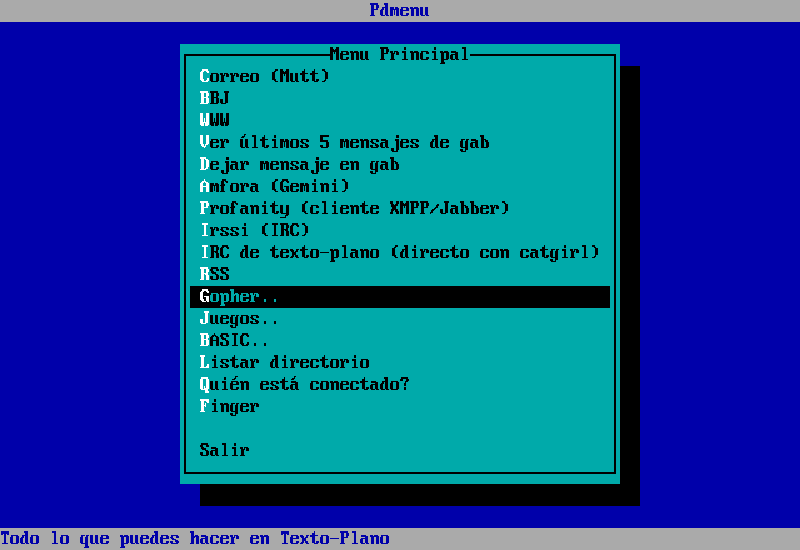 Pdmenu
Menu Principal
Correo (Mutt)
BBJ
WWW
Ver últimos 5 mensajes de gab
Dejar mensaje en gab
Amfora (Gemini)
Profanity (cliente XMPP/Jabber)
Irssi (IRC)
IRC de texto-plano (directo con catgirl)
RSS
Gopher..
Juegos..
BASIC..
Listar directorio
Quién está conectado?
Finger
Salir
Todo lo que puedes hacer en Texto-Plano